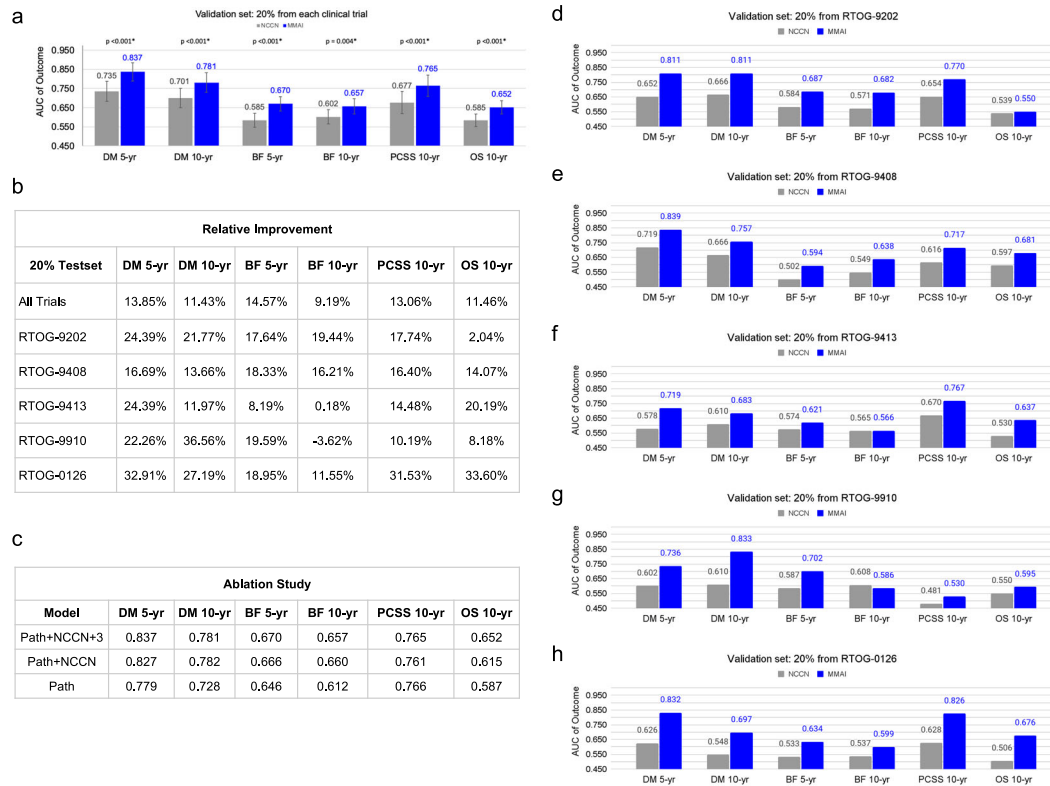 a
Validation set: 20% from each clinical trial
NCCN MMAI
p <0.001* p <0.001* p <0.001* p = 0.004* p <0.001* p <0.001*
AUC of Outcome
0.950
0.850
0.750
0.650
0.550
0.450
0.735 0.837 0.701 0.781 0.585 0.670 0.602 0.657 0.677 0.765 0.585 0.652
DM 5-yr DM 10-yr BF 5-yr BF 10-yr PCSS 10-yr OS 10-yr
b
Relative Improvement
20% Testset DM 5-yr DM 10-yr BF 5-yr BF 10-yr PCSS 10-yr OS 10-yr
All Trials 13.85% 11.43% 14.57% 9.19% 13.06% 11.46%
RTOG-9202 24.39% 21.77% 17.64% 19.44% 17.74% 2.04%
RTOG-9408 16.69% 13.66% 18.33% 16.21% 16.40% 14.07%
RTOG-9413 24.39% 11.97% 8.19% 0.18% 14.48% 20.19%
RTOG-9910 22.26% 36.56% 19.59% -3.62% 10.19% 8.18%
RTOG-0126 32.91% 27.19% 18.95% 11.55% 31.53% 33.60%
c
Ablation Study
Model DM 5-yr DM 10-yr BF 5-yr BF 10-yr PCSS 10-yr OS 10-yr
Path+NCCN+3 0.837 0.781 0.670 0.657 0.765 0.652
Path+NCCN 0.827 0.782 0.666 0.660 0.761 0.615
Path 0.779 0.728 0.646 0.612 0.766 0.587
d
Validation set: 20% from RTOG-9202
NCCN MMAI
AUC of Outcome
0.950
0.850
0.750
0.650
0.550
0.450
0.652 0.811 0.666 0.811 0.584 0.687 0.571 0.682 0.654 0.770 0.539 0.550
DM 5-yr DM 10-yr BF 5-yr BF 10-yr PCSS 10-yr OS 10-yr
e
Validation set: 20% from RTOG-9408
NCCN MMAI
AUC of Outcome
0.950
0.850
0.750
0.650
0.550
0.450
0.719 0.839 0.666 0.757 0.502 0.594 0.549 0.638 0.616 0.717 0.597 0.681
DM 5-yr DM 10-yr BF 5-yr BF 10-yr PCSS 10-yr OS 10-yr
f
Validation set: 20% from RTOG-9413
NCCN MMAI
AUC of Outcome
0.950
0.850
0.750
0.650
0.550
0.450
0.578 0.719 0.610 0.683 0.574 0.621 0.565 0.566 0.670 0.767 0.530 0.637
DM 5-yr DM 10-yr BF 5-yr BF 10-yr PCSS 10-yr OS 10-yr
g
Validation set: 20% from RTOG-9910
NCCN MMAI
AUC of Outcome
0.950
0.850
0.750
0.650
0.550
0.450
0.602 0.736 0.610 0.833 0.587 0.702 0.608 0.586 0.481 0.530 0.550 0.595
DM 5-yr DM 10-yr BF 5-yr BF 10-yr PCSS 10-yr OS 10-yr
h
Validation set: 20% from RTOG-0126
NCCN MMAI
AUC of Outcome
0.950
0.850
0.750
0.650
0.550
0.450
0.626 0.832 0.548 0.697 0.533 0.634 0.537 0.599 0.628 0.826 0.506 0.676
DM 5-yr DM 10-yr BF 5-yr BF 10-yr PCSS 10-yr OS 10-yr